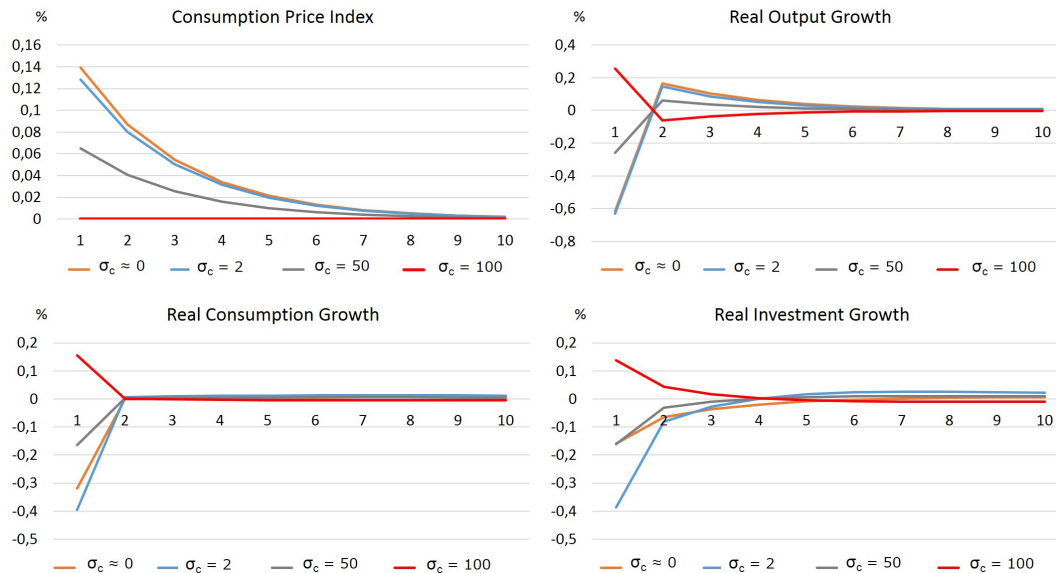 % Consumption Price Index
0,16
0,14
0,12
0,1
0,08
0,06
0,04
0,02
0
1 2 3 4 5 6 7 8 9 10
σc ≈ 0 σc = 2 σc = 50 σc = 100
% Real Output Growth
0,4
0,2
0
-0,2
-0,4
-0,6
-0,8
1 2 3 4 5 6 7 8 9 10
σc ≈ 0 σc = 2 σc = 50 σc = 100
% Real Consumption Growth
0,2
0,1
0
-0,1
-0,2
-0,3
-0,4
-0,5
1 2 3 4 5 6 7 8 9 10
σc ≈ 0 σc = 2 σc = 50 σc = 100
% Real Investment Growth
0,2
0,1
0
-0,1
-0,2
-0,3
-0,4
-0,5
1 2 3 4 5 6 7 8 9 10
σc ≈ 0 σc = 2 σc = 50 σc = 100